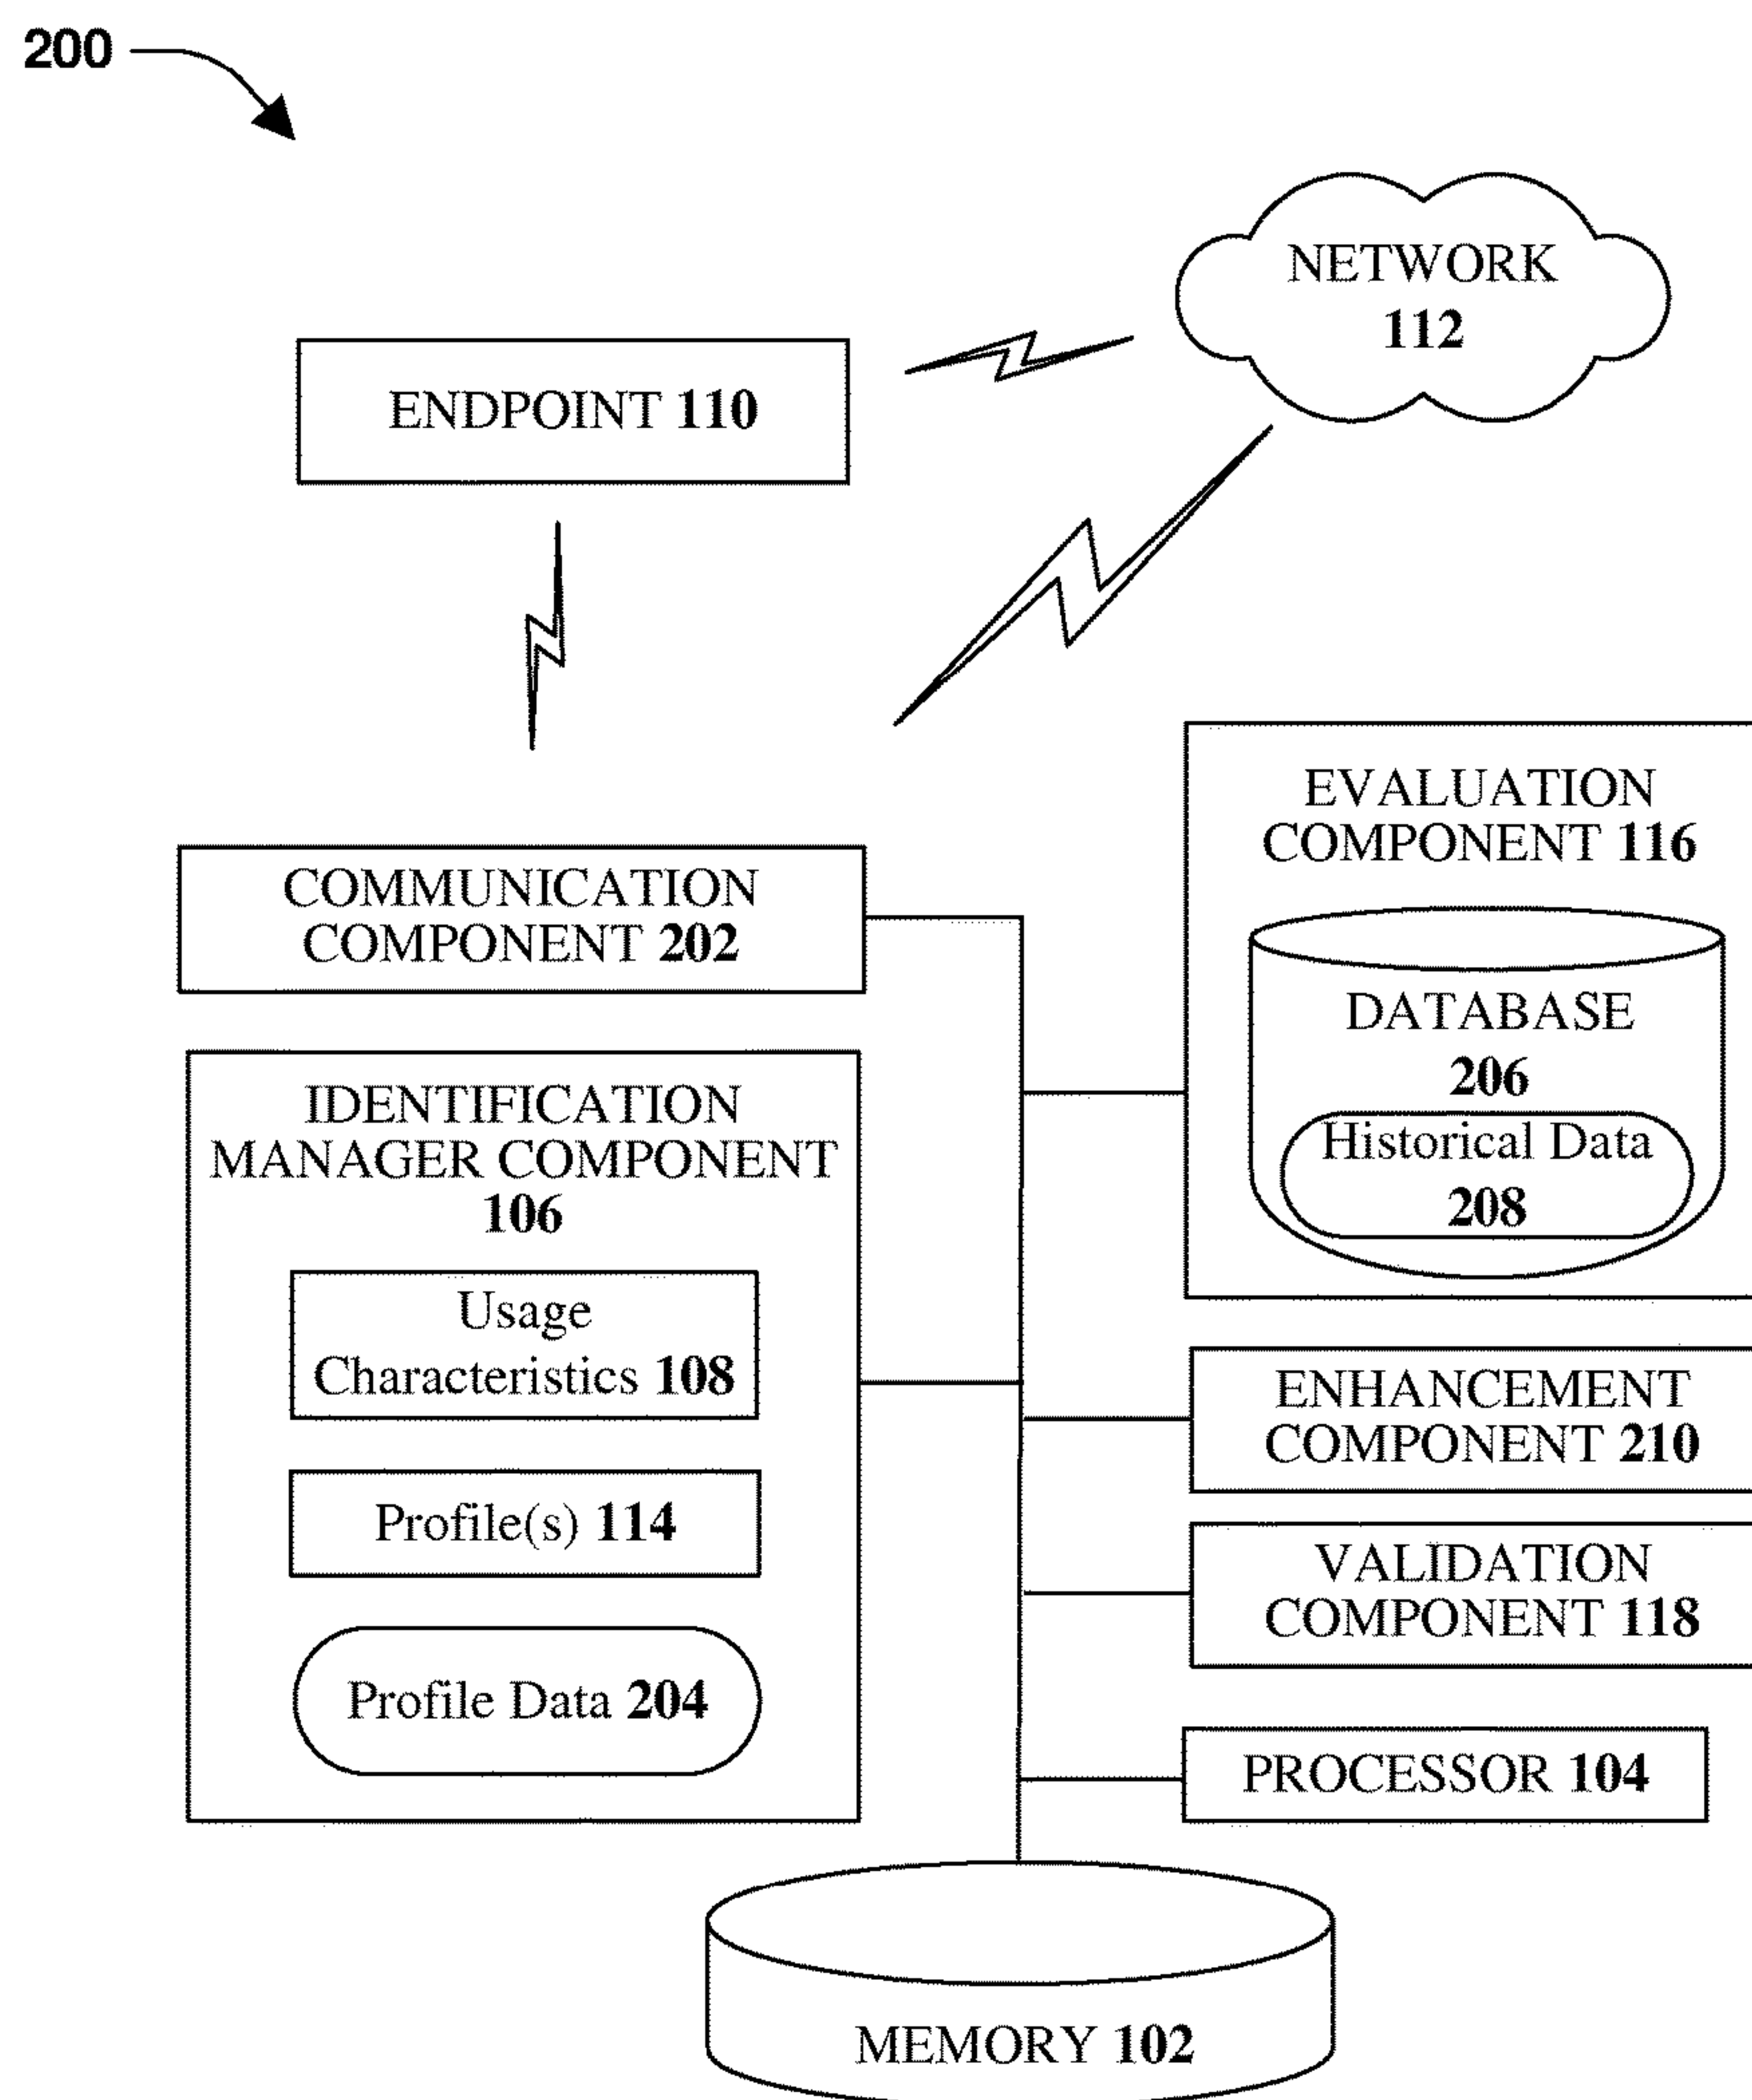 200
NETWORK
112
ENDPOINT 110
COMMUNICATION
COMPONENT 202
IDENTIFICATION
MANAGER COMPONENT
106
Usage
Characteristics 108
Profile(s) 114
Profile Data 204
EVALUATION
COMPONENT 116
DATABASE
206
Historical Data
208
ENHANCEMENT
COMPONENT 210
VALIDATION
COMPONENT 118
PROCESSOR 104
MEMORY 102